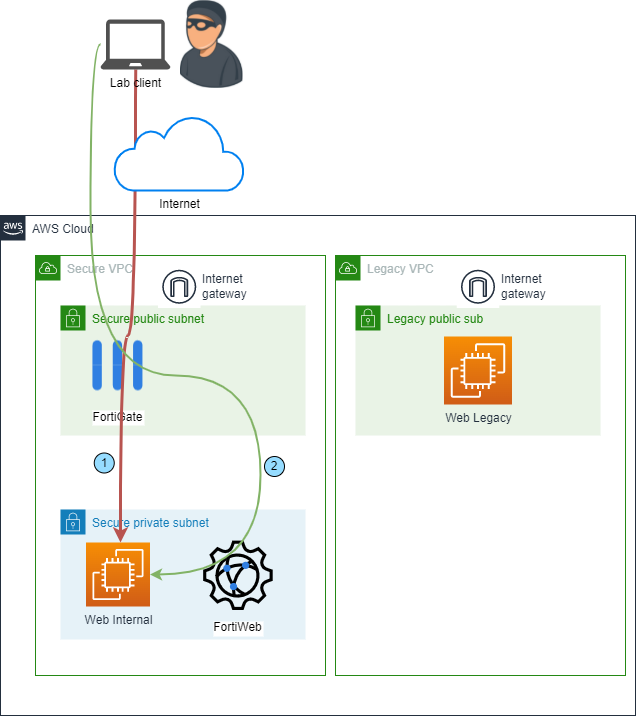 Lab client
Internet
aws
AWS Cloud
Secure VPC
Internet
gateway
Legacy VPC
Internet
gateway
Secure public subnet
Legacy public sub
FortiGate
Web Legacy
1
2
Secure private subnet
Web Internal
FortiWeb